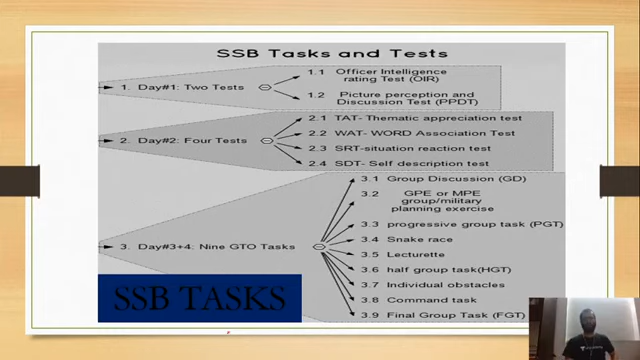 SSB Tasks and Tests
1. Day#1: Two Tests
1.1 Officer Intelligence
rating Test (OIR)
1.2 Picture perception and
Discussion Test (PPDT)
2. Day#2: Four Tests
2.1 TAT- Thematic appreciation test
2.2 WAT- WORD Association Test
2.3 SRT-situation reaction test
2.4 SDT- Self description test
3. Day#3+4: Nine GTO Tasks
3.1 Group Discussion (GD)
3.2 GPE or MPE
group/military
planning exercise
3.3 progressive group task (PGT)
3.4 Snake race
3.5 Lecturette
3.6 half group task(HGT)
3.7 Individual obstacles
3.8 Command task
3.9 Final Group Task (FGT)
SSB TASKS